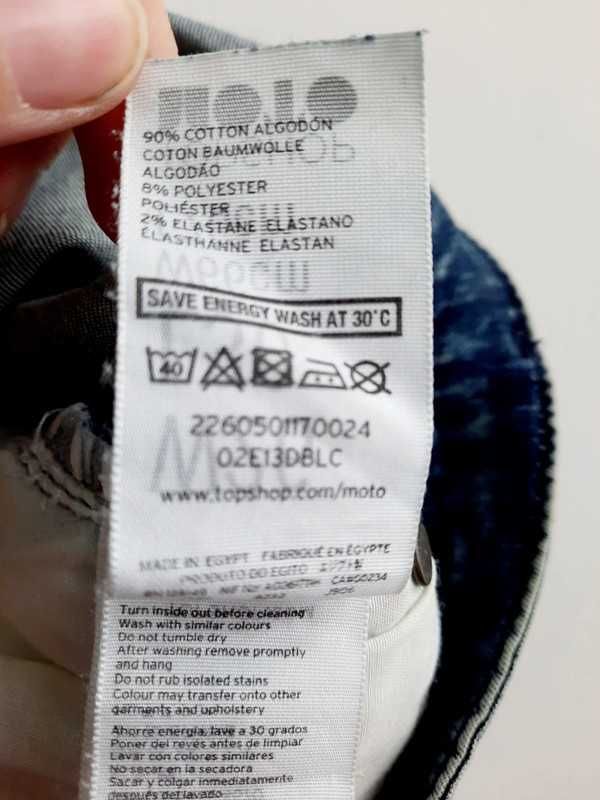 MOTO
90% COTTON ALGODÓN
COTON BAUMWOLLE
ALGODÃO
8% POLYESTER
POLIÉSTER
2% ELASTANE ELASTANO
ÉLASTHANNE ELASTAN
SAVE ENERGY WASH AT 30°C
40
2260501170024
02E13DBLC
www.topshop.com/moto
MADE IN EGYPT FABRIQUÉ EN ÉGYPTE
PRODUTO DO EGITO
Turn inside out before cleaning
Wash with similar colours
Do not tumble dry
After washing remove promptly
and hang
Do not rub isolated stains
Colour may transfer onto other
garments and upholstery
Ahorre energía, lave a 30 grados
Poner del revés antes de limpiar
Lavar con colores similares
No secar en la secadora
Sacar y colgar inmediatamente
después del lavado